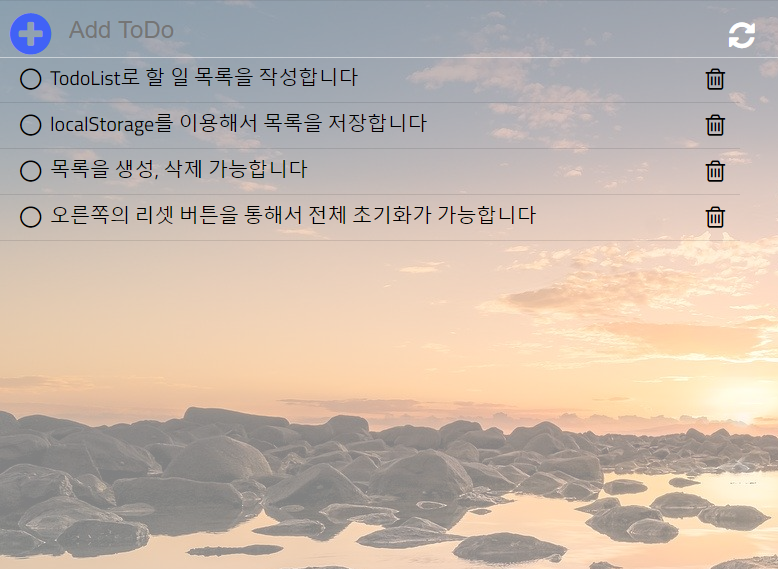 Add ToDo
TodoList로 할 일 목록을 작성합니다
localStorage를 이용해서 목록을 저장합니다
목록을 생성, 삭제 가능합니다
오른쪽의 리셋 버튼을 통해서 전체 초기화가 가능합니다